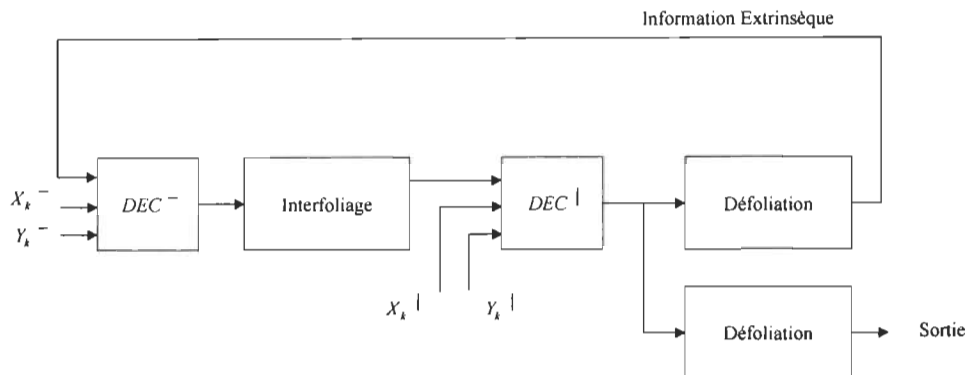 Information Extrinsèque
X_k ⁻
Y_k ⁻
DEC ⁻
Interfoliage
DEC |
Défoliation
X_k |
Y_k |
Défoliation
Sortie